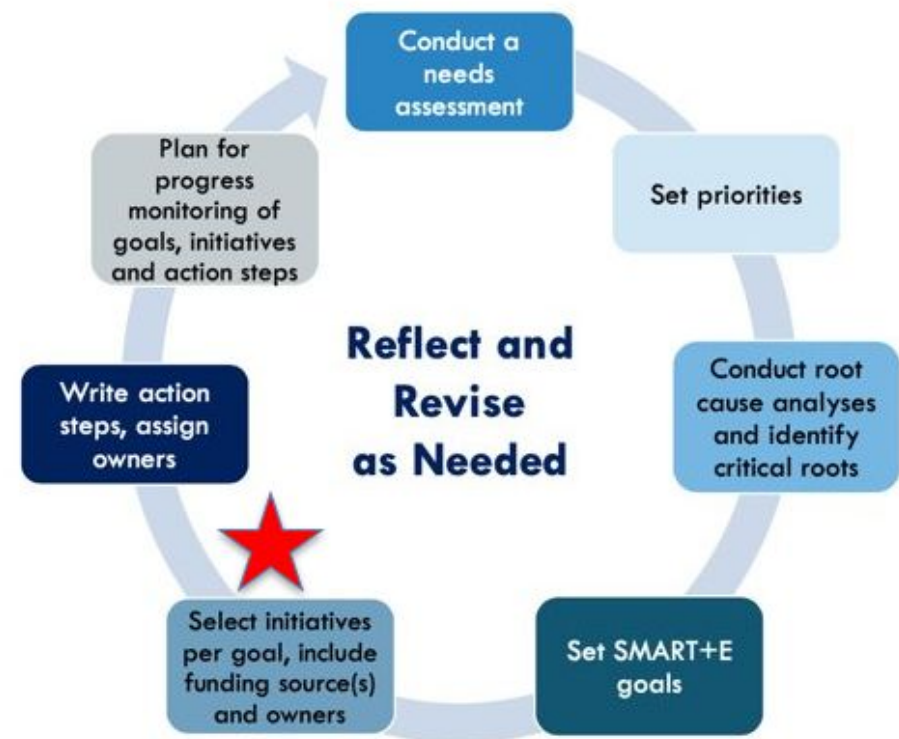 Conduct a
needs
assessment
Set priorities
Conduct root
cause analyses
and identify
critical roots
Set SMART+E
goals
Select initiatives
per goal, include
funding source(s)
and owners
Write action
steps, assign
owners
Plan for
progress
monitoring of
goals, initiatives
and action steps
Reflect and
Revise
as Needed